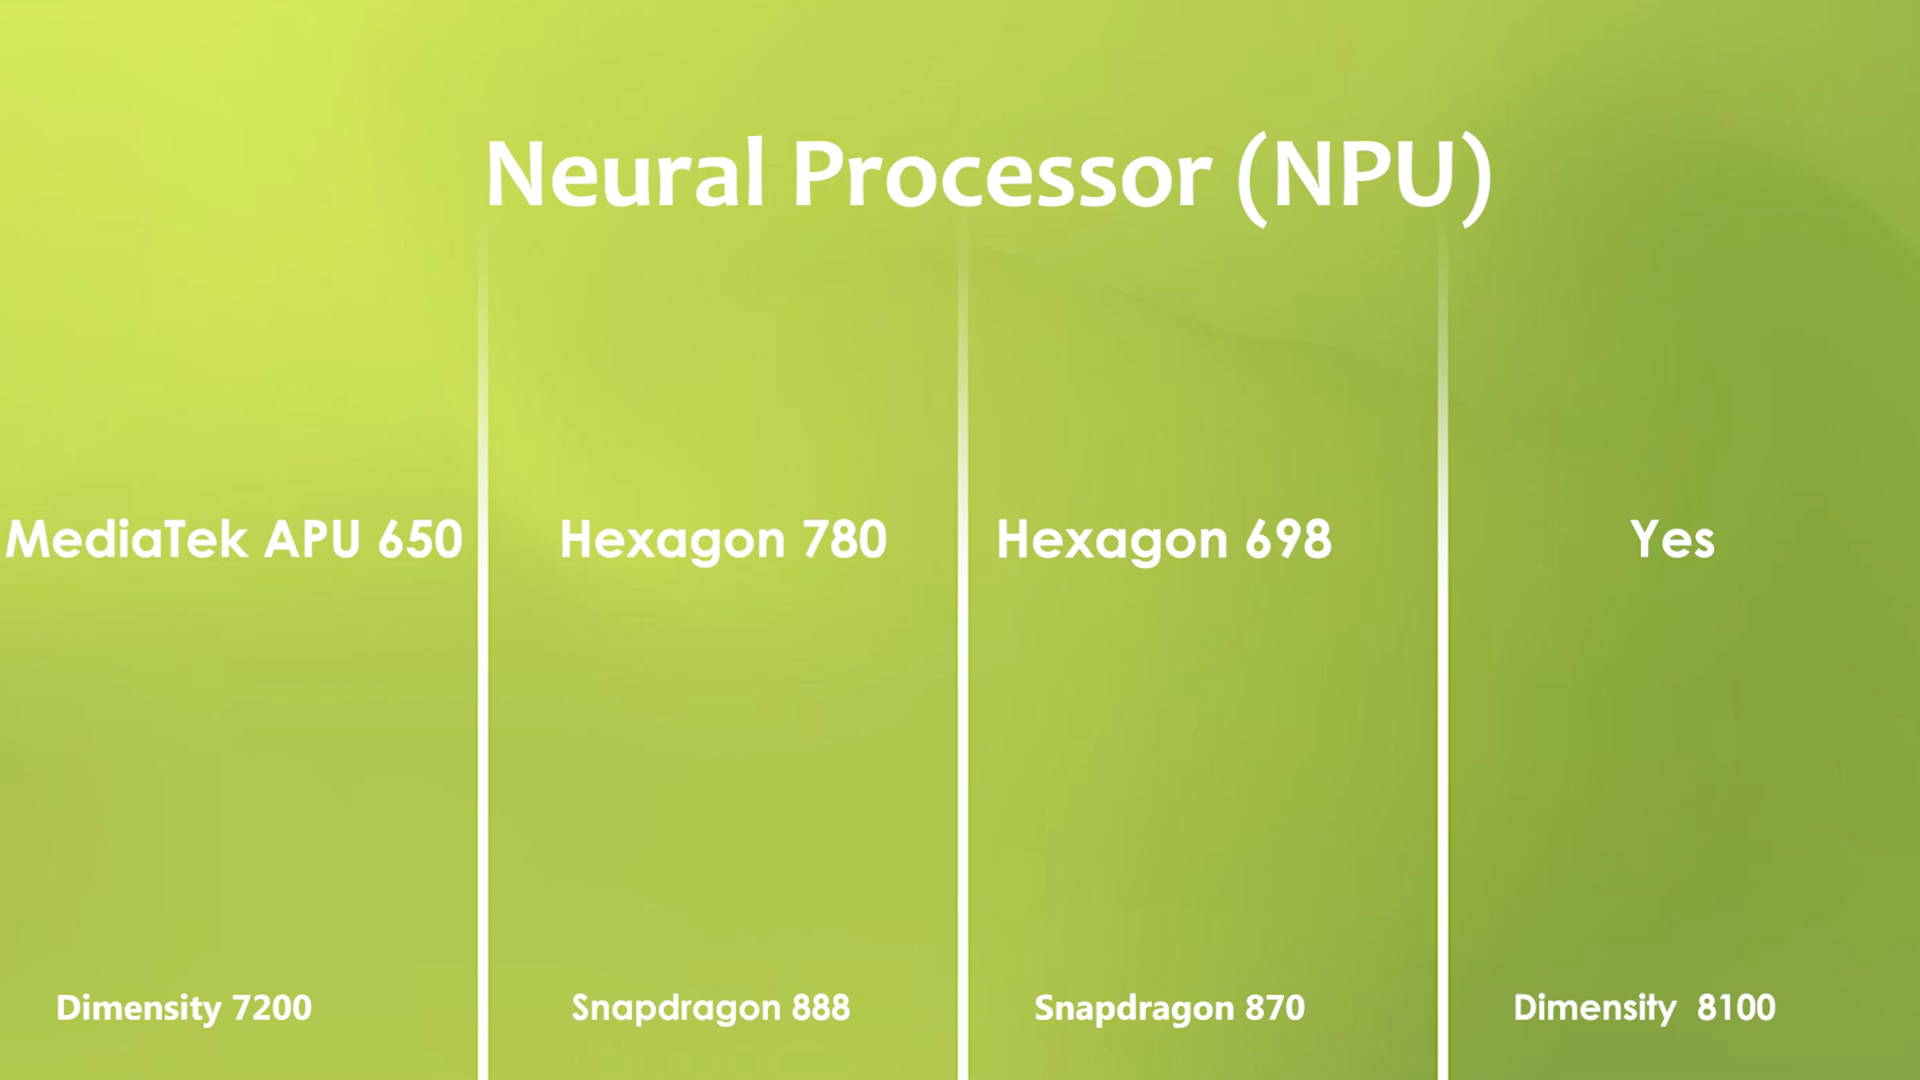 Neural Processor (NPU)
MediaTek APU 650
Hexagon 780
Hexagon 698
Yes
Dimensity 7200
Snapdragon 888
Snapdragon 870
Dimensity 8100